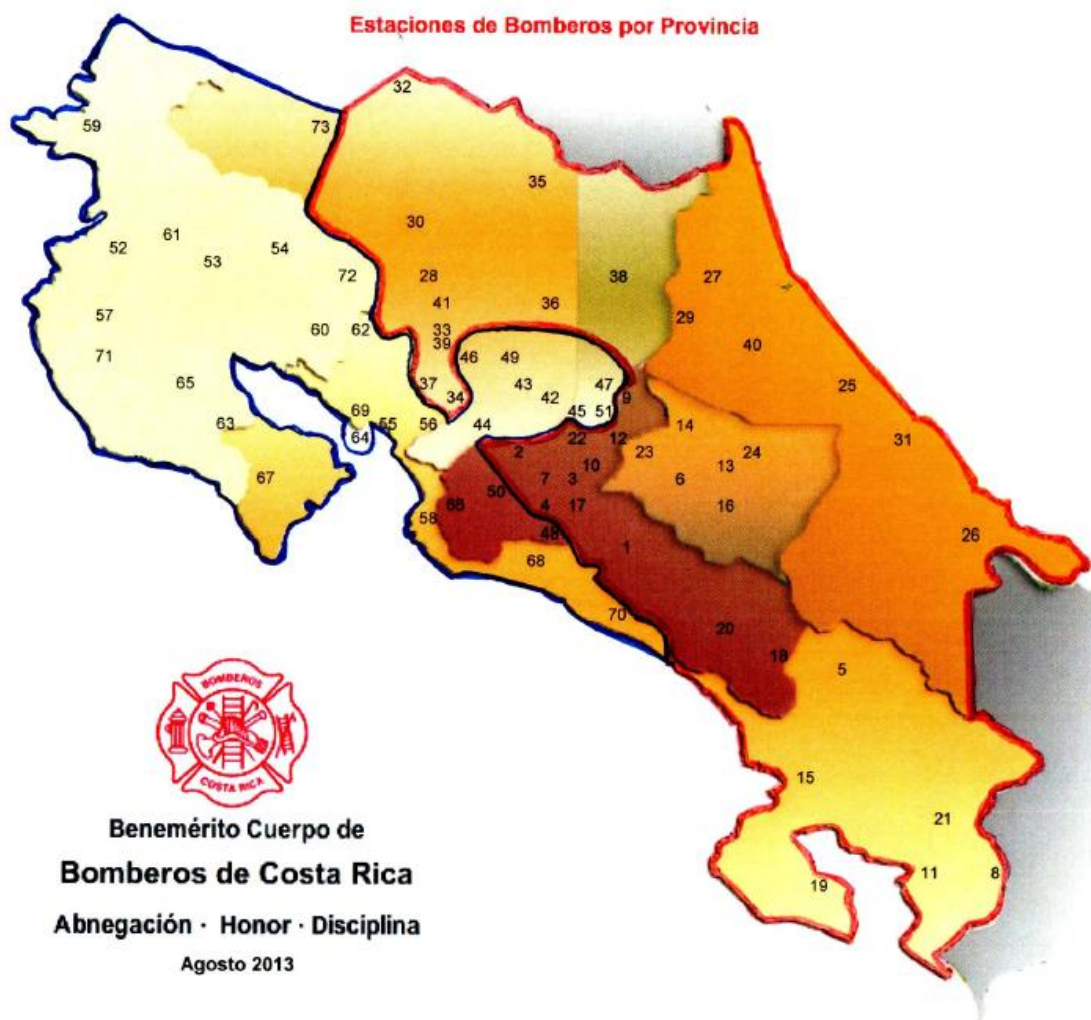 Estaciones de Bomberos por Provincia
32
59 73
35
30
61
52 54
53
72 28 38 27
41 36
57 29
60 62 33 40
39
71 46 49
65 37 43 47 25
34 42 9
69 45 51
63 55 56 44 14
64 22 12 31
2 23 24
10 13
67 7 3 6
50
66 4 17 16
58
48 26
1
68
70
20
18
5
15
21
11 8
19
BOMBEROS
COSTA RICA
Benemérito Cuerpo de
Bomberos de Costa Rica
Abnegación · Honor · Disciplina
Agosto 2013